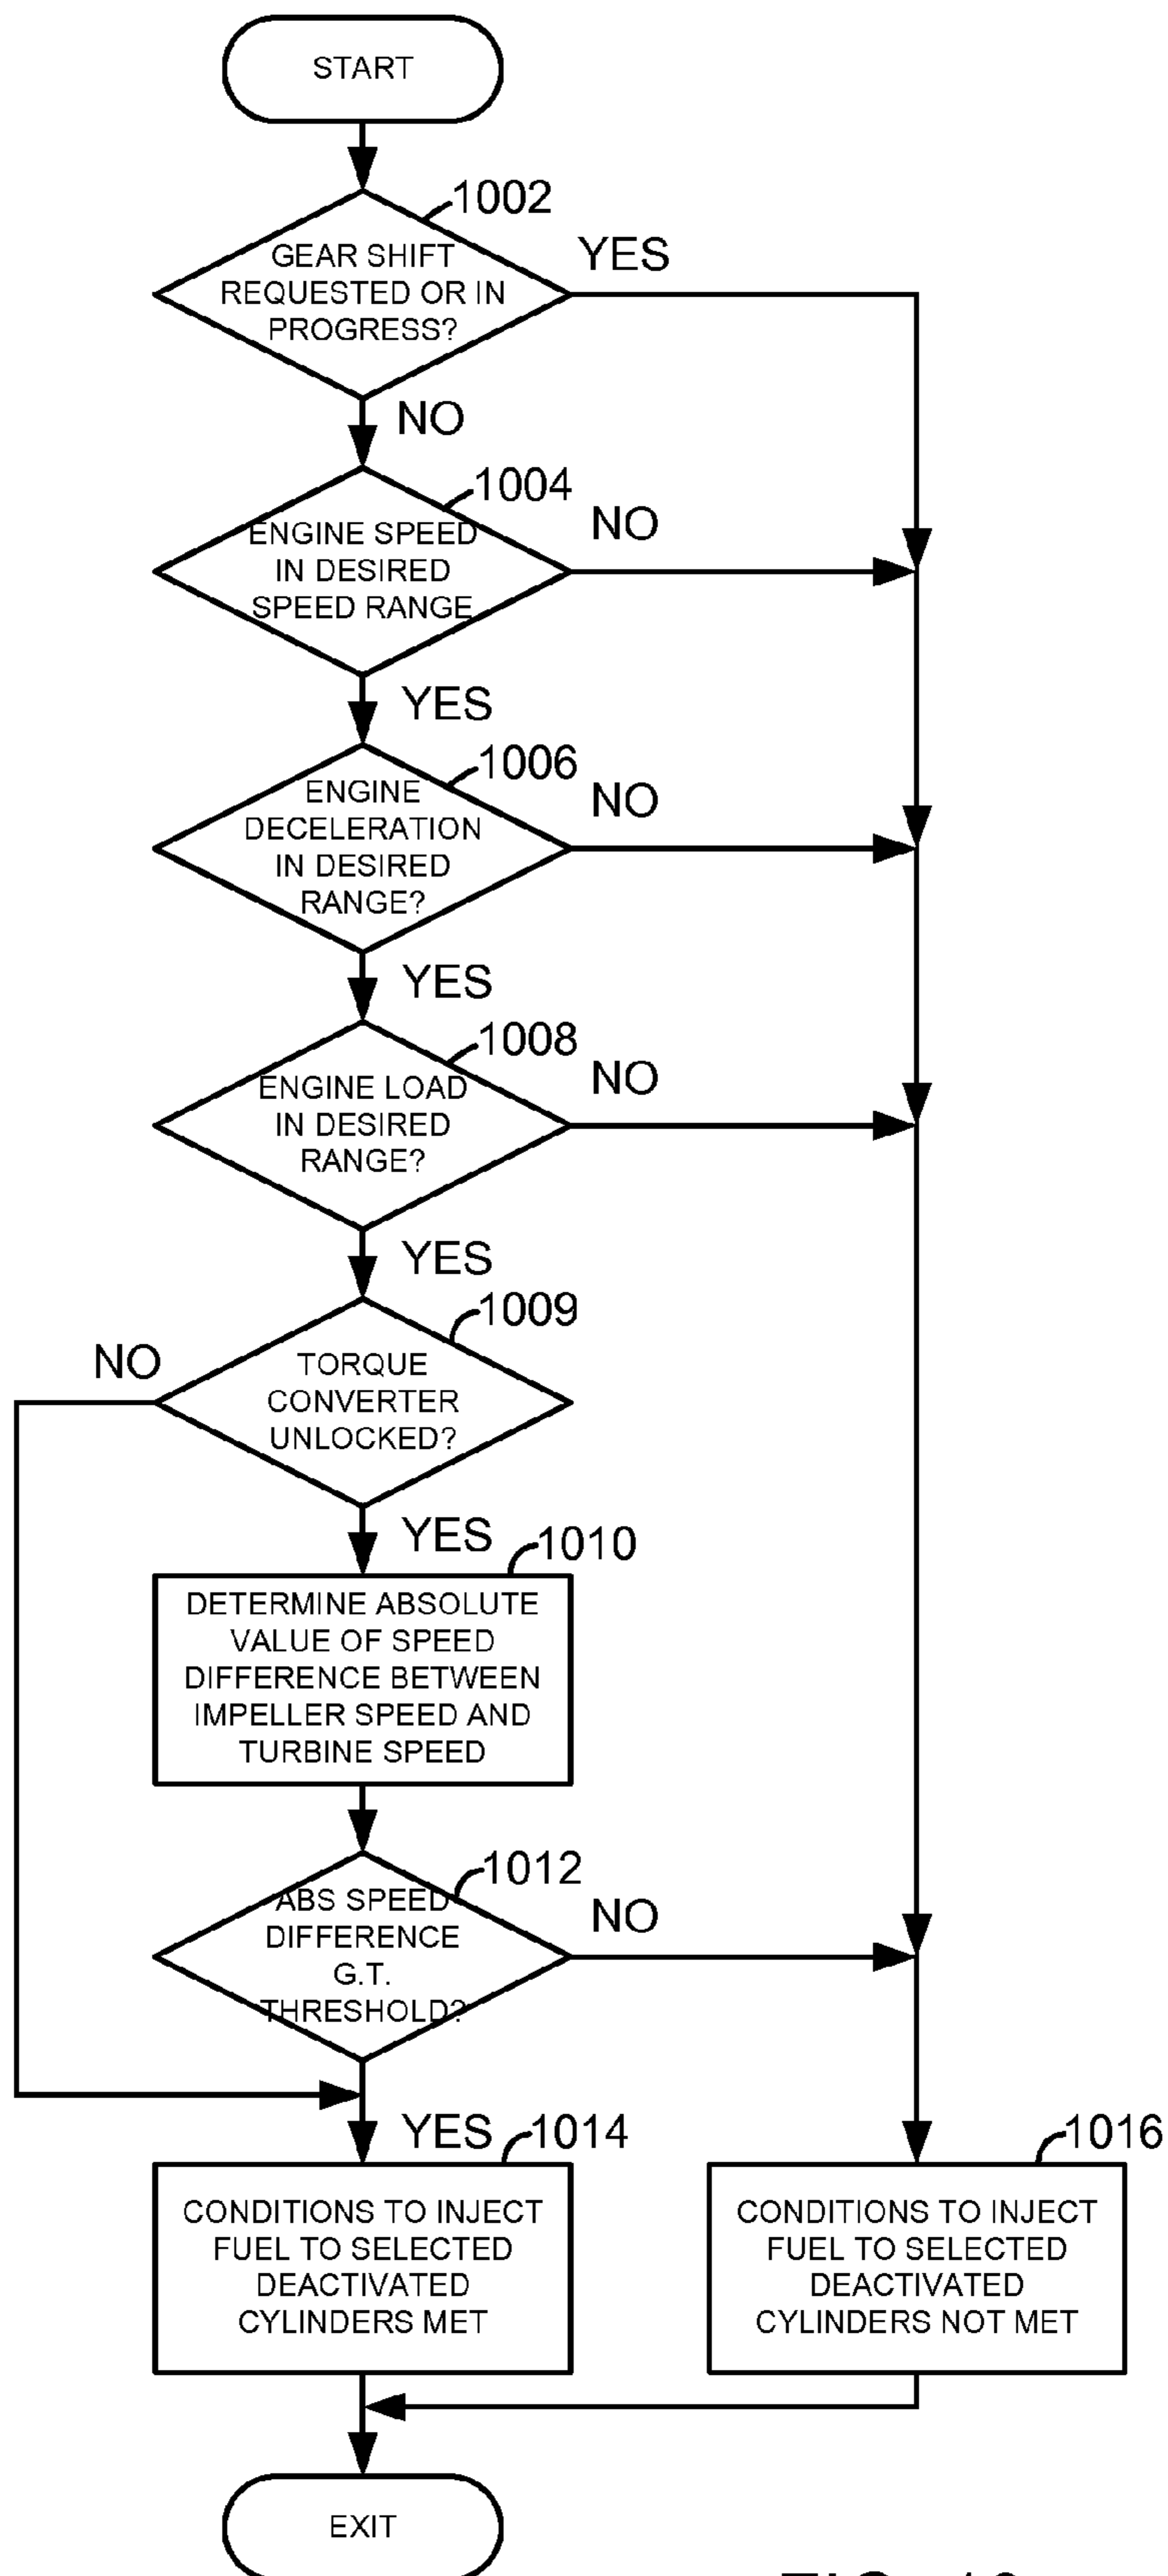 START
1002
GEAR SHIFT
REQUESTED OR IN
PROGRESS?
YES
NO
1004
ENGINE SPEED
IN DESIRED
SPEED RANGE
NO
YES
1006
ENGINE
DECELERATION
IN DESIRED
RANGE?
NO
YES
1008
ENGINE LOAD
IN DESIRED
RANGE?
NO
YES
1009
TORQUE
CONVERTER
UNLOCKED?
NO
YES
1010
DETERMINE ABSOLUTE
VALUE OF SPEED
DIFFERENCE BETWEEN
IMPELLER SPEED AND
TURBINE SPEED
1012
ABS SPEED
DIFFERENCE
G.T.
THRESHOLD?
NO
YES
1014
CONDITIONS TO INJECT
FUEL TO SELECTED
DEACTIVATED
CYLINDERS MET
1016
CONDITIONS TO INJECT
FUEL TO SELECTED
DEACTIVATED
CYLINDERS NOT MET
EXIT